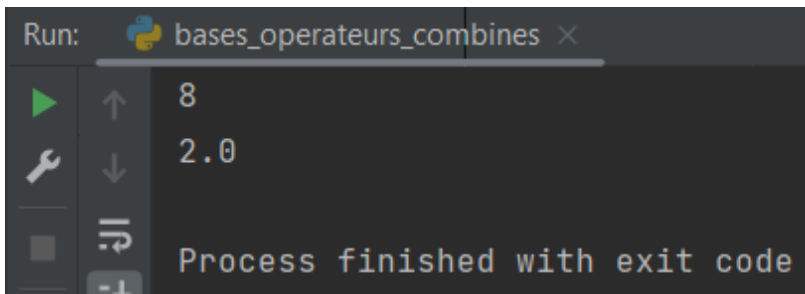 Run: bases_operateurs_combines
8
2.0
Process finished with exit code